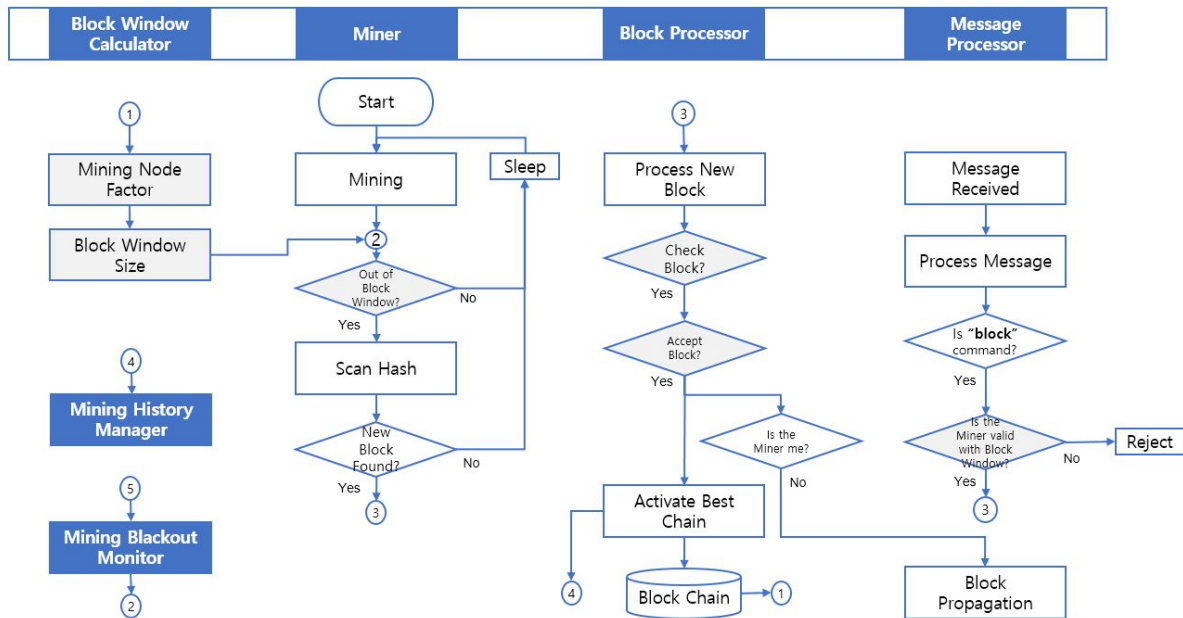 Block Window
Calculator
Miner
Block Processor
Message
Processor
1
Mining Node
Factor
Block Window
Size
4
Mining History
Manager
5
Mining Blackout
Monitor
2
Start
Mining
Sleep
2
Out of
Block
Window?
No
Yes
Scan Hash
New
Block
Found?
No
Yes
3
3
Process New
Block
Check
Block?
Yes
Accept
Block?
Yes
Is the
Miner me?
No
Activate Best
Chain
4
Block Chain
1
Message
Received
Process Message
Is “block”
command?
Yes
Is the
Miner valid
with Block
Window?
No
Reject
Yes
3
Block
Propagation